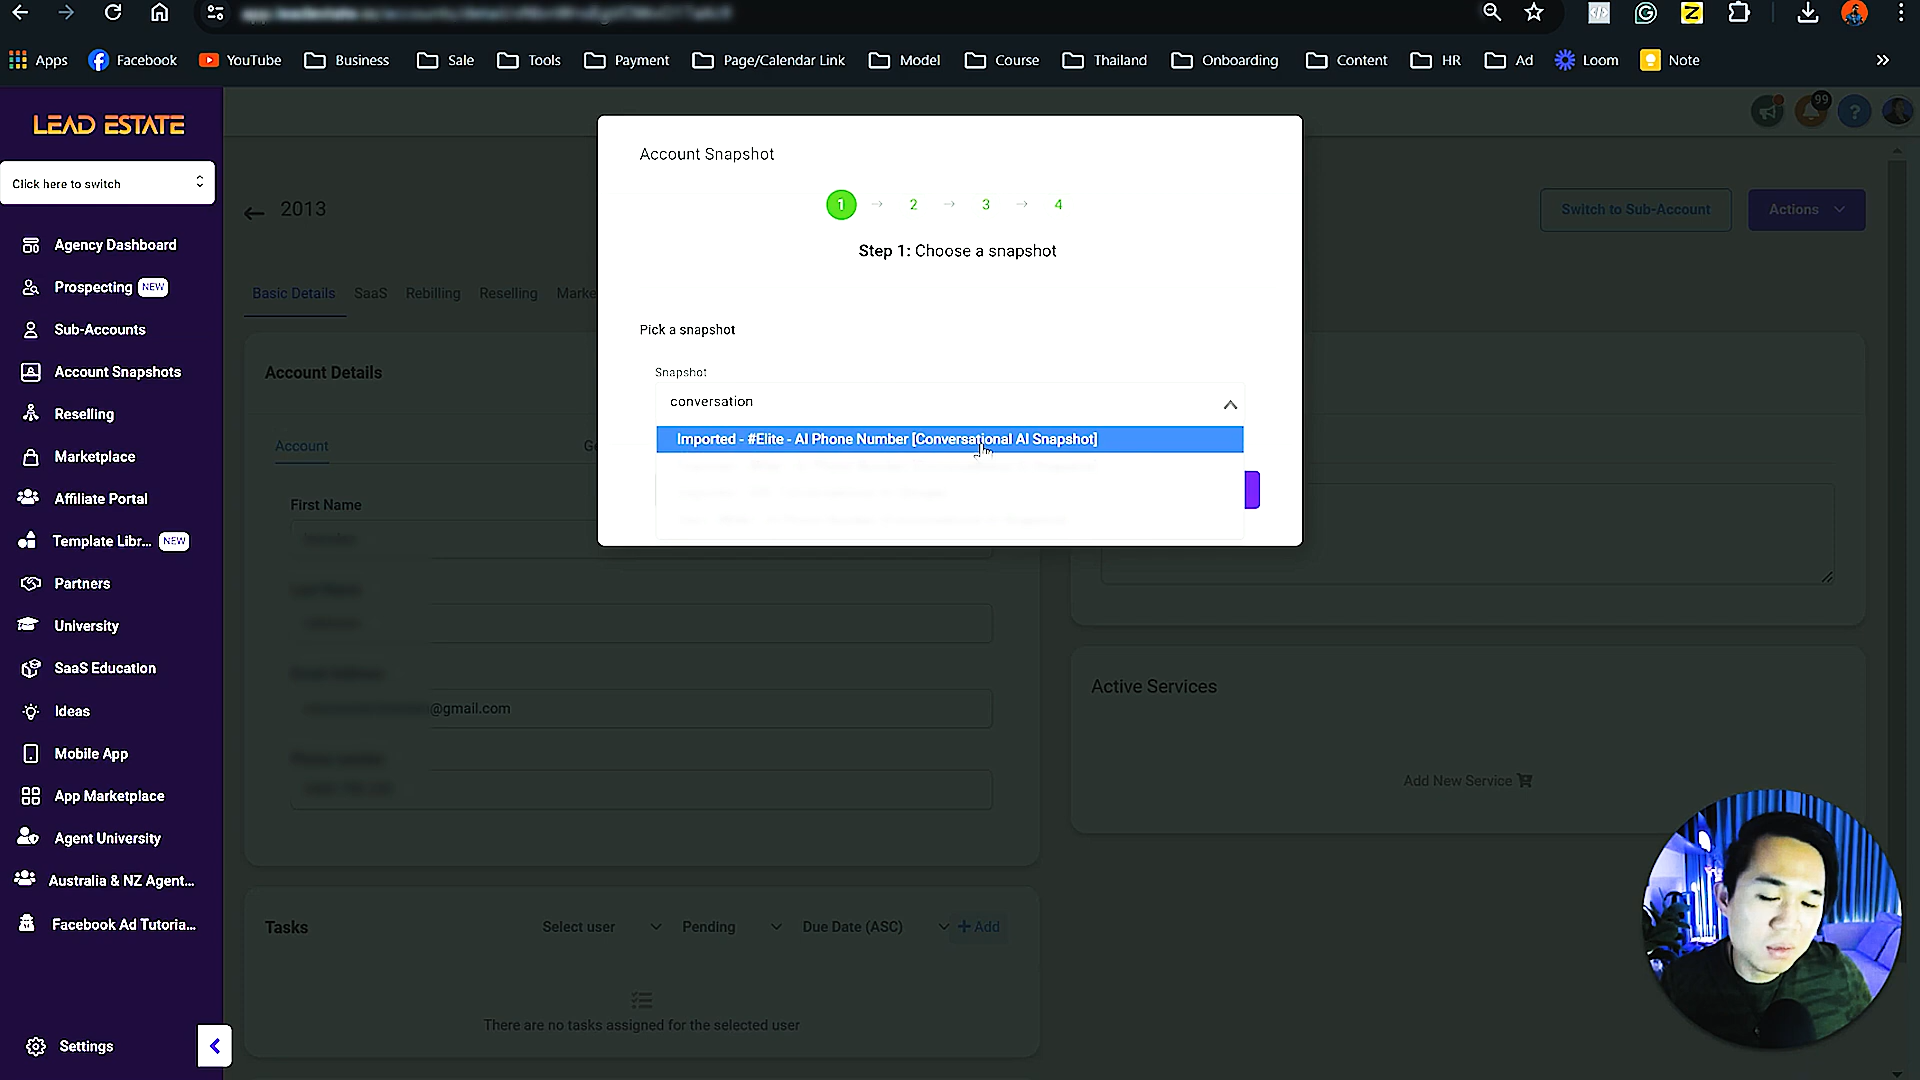 Apps
Facebook
YouTube
Business
Sale
Tools
Payment
Page/Calendar Link
Model
Course
Thailand
Onboarding
Content
HR
Ad
Loom
Note
LEAD ESTATE
99
?
Click here to switch
Agency Dashboard
Prospecting NEW
Sub-Accounts
Account Snapshots
Reselling
Marketplace
Affiliate Portal
Template Libr... NEW
Partners
University
SaaS Education
Ideas
Mobile App
App Marketplace
Agent University
Australia & NZ Agent...
Facebook Ad Tutoria...
Settings
2013
Switch to Sub-Account
Actions
Basic Details
SaaS
Rebilling
Reselling
Marke
Account Details
Account
Ge
First Name
@gmail.com
Account Snapshot
1 → 2 → 3 → 4
Step 1: Choose a snapshot
Pick a snapshot
Snapshot
conversation
Imported - #Elite - AI Phone Number [Conversational AI Snapshot]
Active Services
Add New Service
Tasks
Select user
Pending
Due Date (ASC)
+ Add
There are no tasks assigned for the selected user